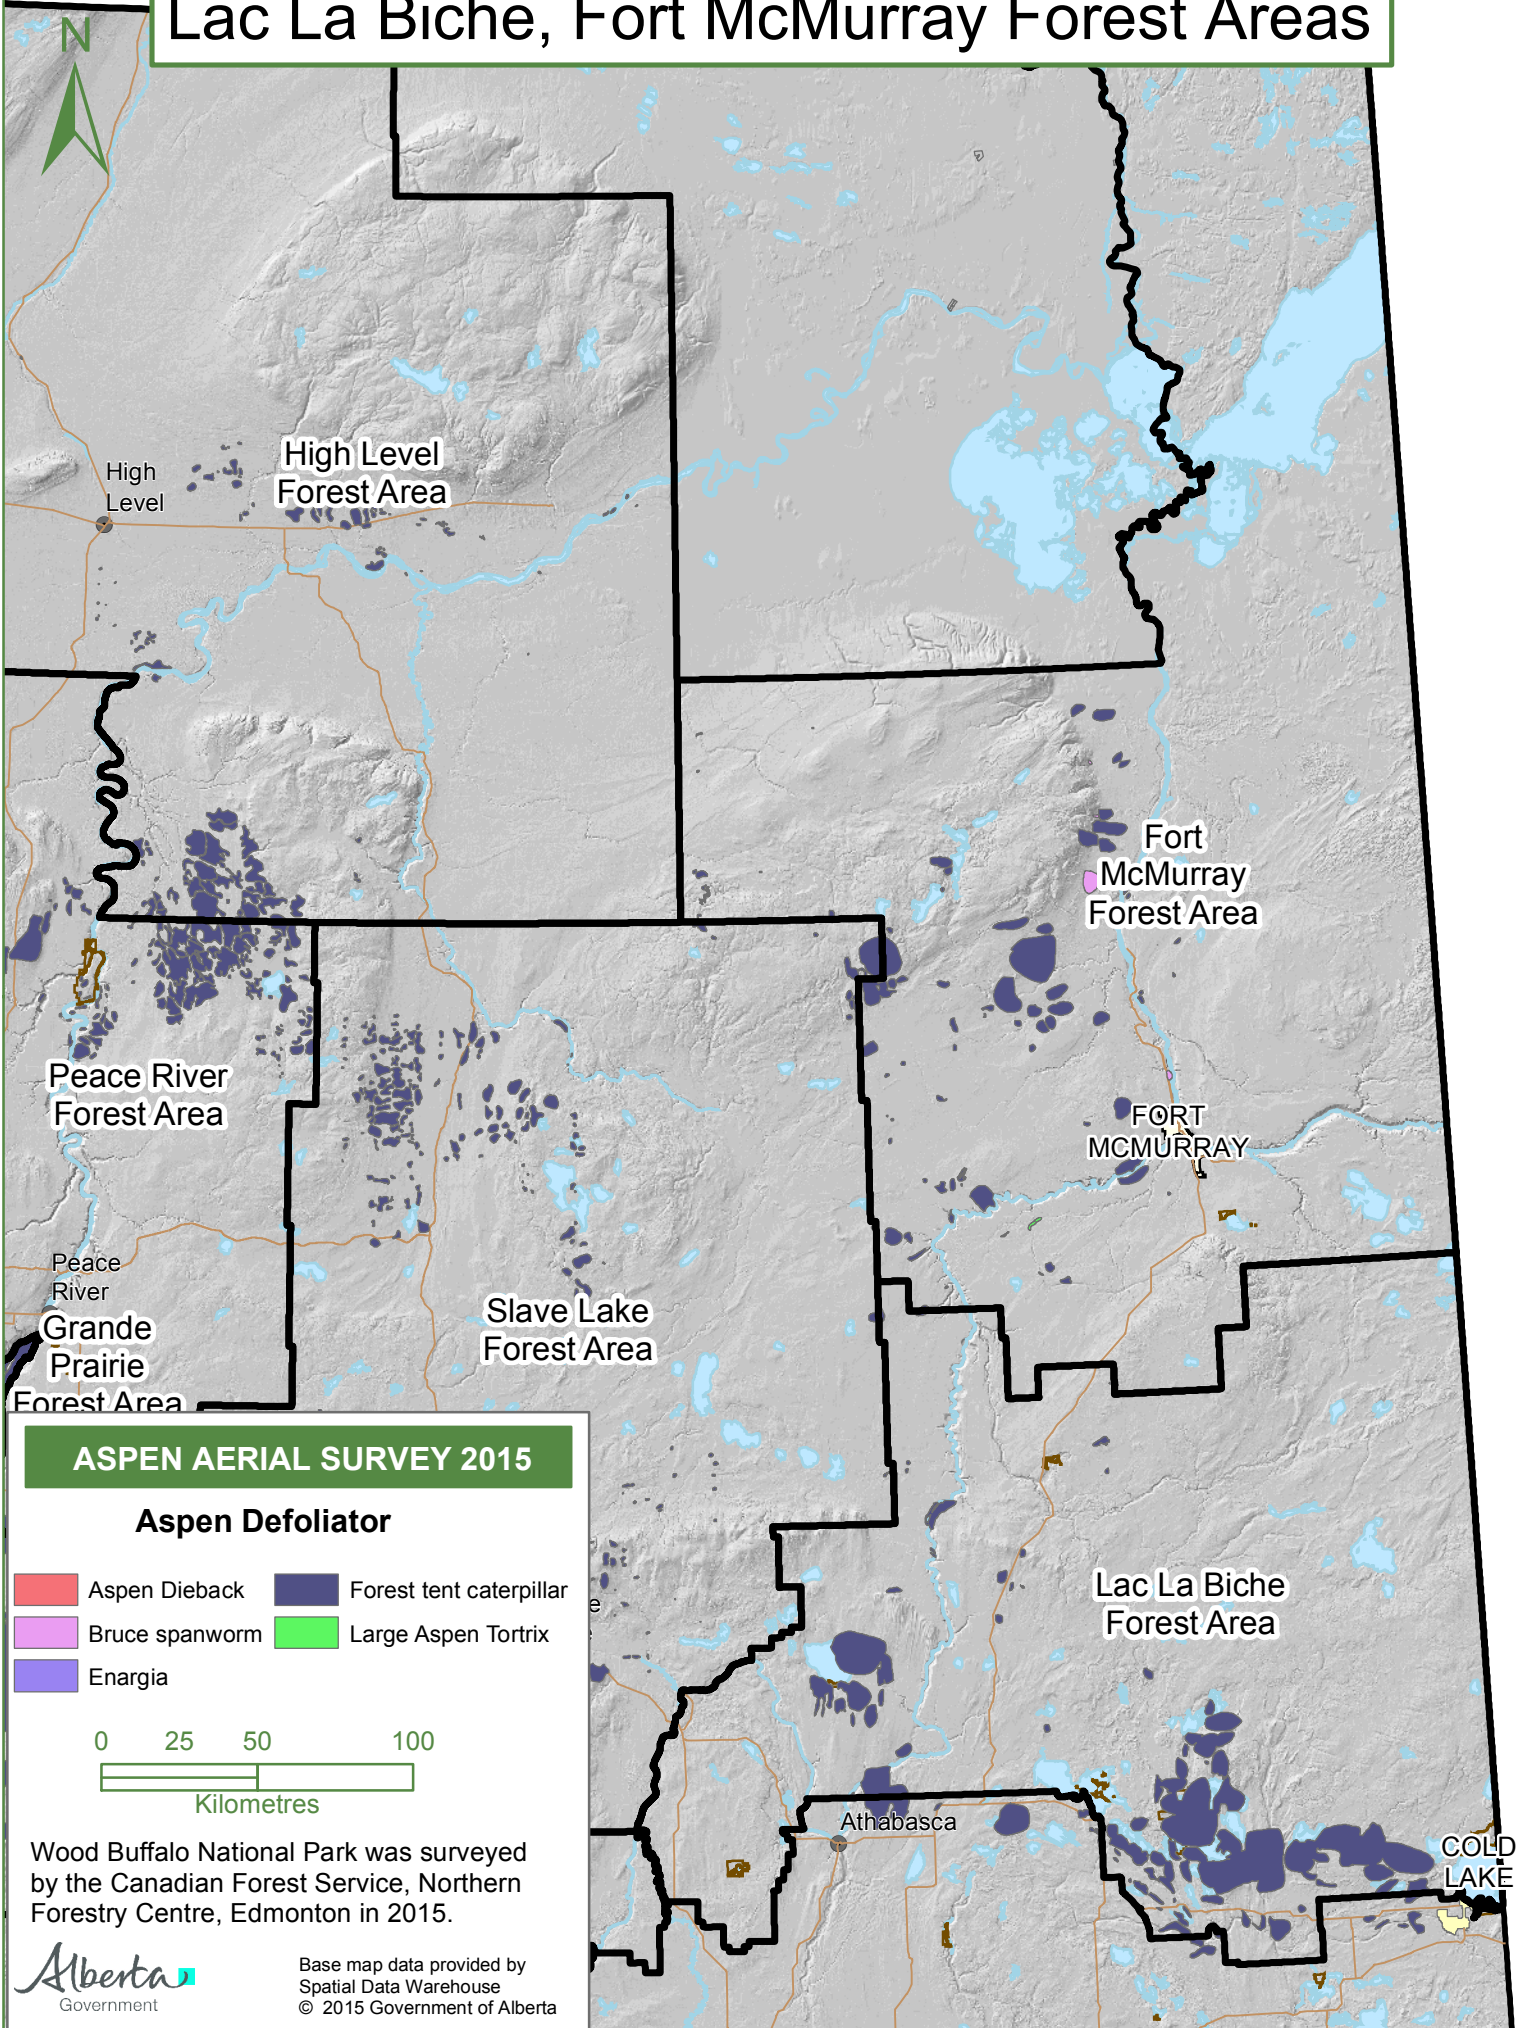 Lac La Biche, Fort McMurray Forest Areas
N
High Level
Forest Area
High
Level
Fort
McMurray
Forest Area
Peace River
Forest Area
FORT
MCMURRAY
Peace
River
Grande
Prairie
Forest Area
Slave Lake
Forest Area
Lac La Biche
Forest Area
Athabasca
COLD
LAKE
ASPEN AERIAL SURVEY 2015
Aspen Defoliator
Aspen Dieback
Forest tent caterpillar
Bruce spanworm
Large Aspen Tortrix
Enargia
0 25 50 100
Kilometres
Wood Buffalo National Park was surveyed
by the Canadian Forest Service, Northern
Forestry Centre, Edmonton in 2015.
Alberta
Government
Base map data provided by
Spatial Data Warehouse
© 2015 Government of Alberta